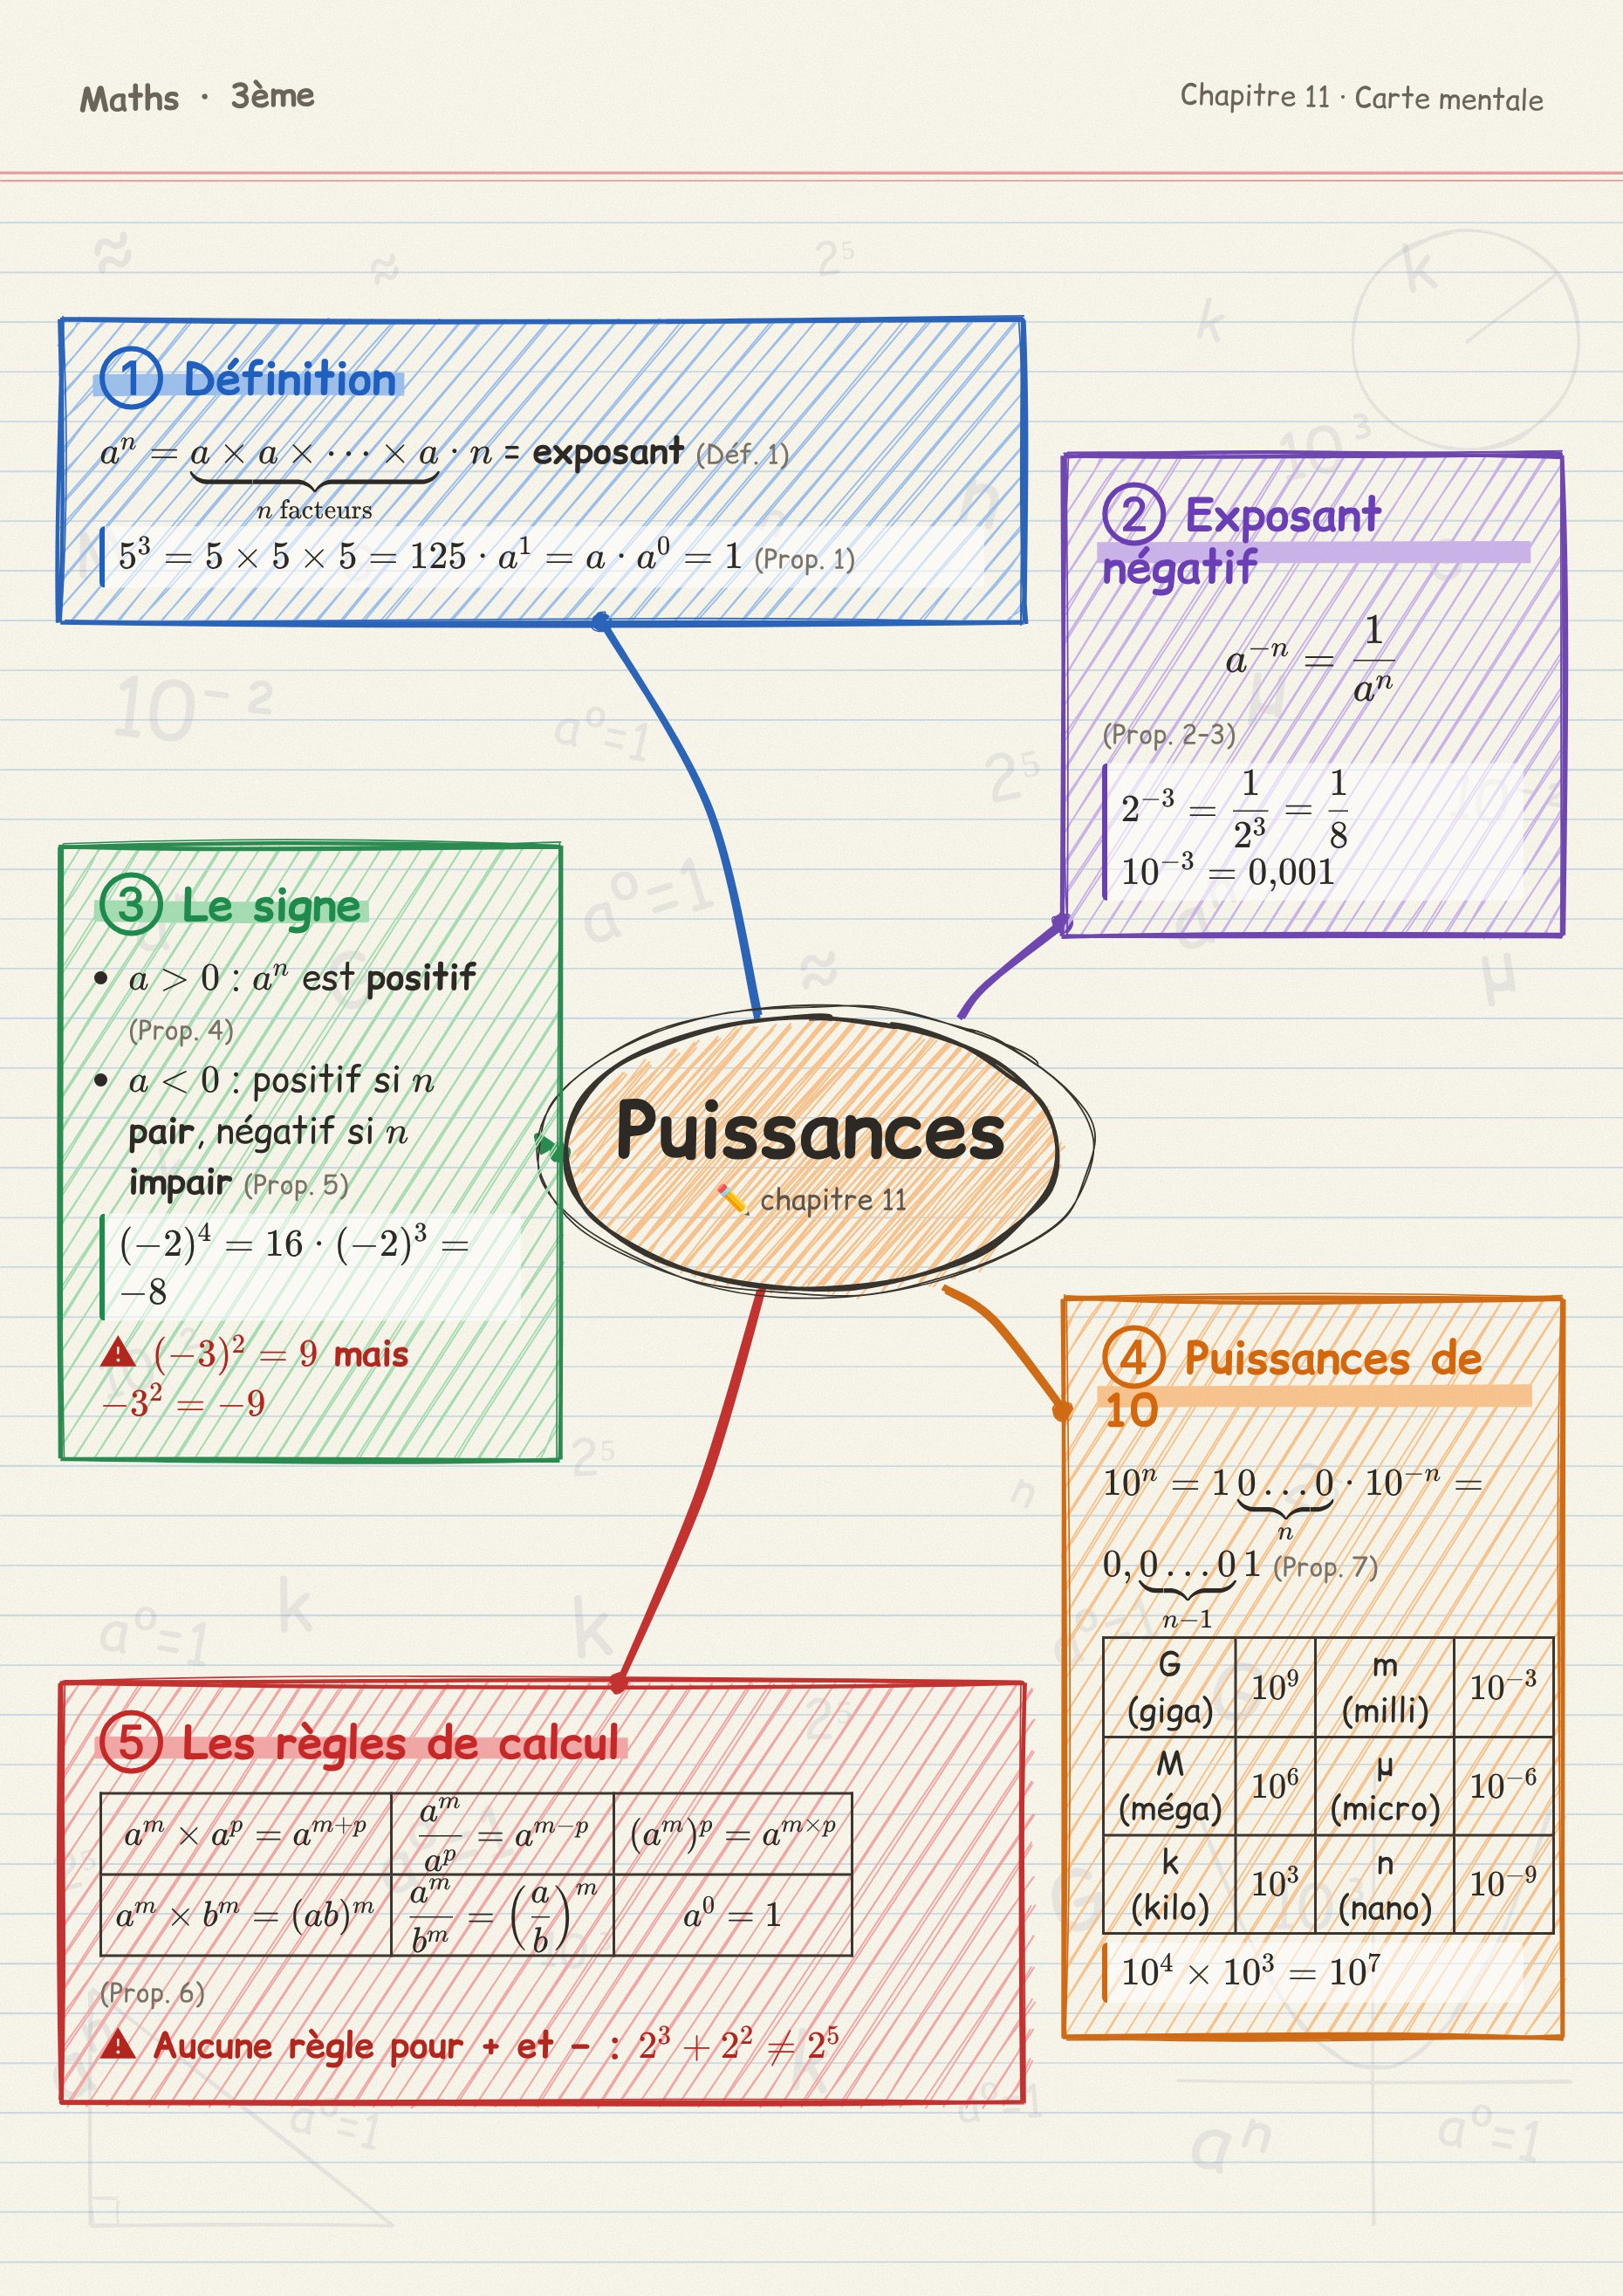 Maths · 3ème
Chapitre 11 · Carte mentale
① Définition
aⁿ = a × a × ⋯ × a · n = exposant (Déf. 1)
n facteurs
5³ = 5 × 5 × 5 = 125 · a¹ = a · a⁰ = 1 (Prop. 1)
② Exposant
négatif
a⁻ⁿ = 1/aⁿ
(Prop. 2-3)
2⁻³ = 1/2³ = 1/8
10⁻³ = 0,001
③ Le signe
• a > 0 : aⁿ est positif
(Prop. 4)
• a < 0 : positif si n
pair, négatif si n
impair (Prop. 5)
(−2)⁴ = 16 · (−2)³ =
−8
⚠ (−3)² = 9 mais
−3² = −9
Puissances
✏️ chapitre 11
④ Puissances de
10
10ⁿ = 1 0…0 · 10⁻ⁿ =
n
0, 0…0 1 (Prop. 7)
n−1
G (giga) 10⁹ m (milli) 10⁻³
M (méga) 10⁶ µ (micro) 10⁻⁶
k (kilo) 10³ n (nano) 10⁻⁹
10⁴ × 10³ = 10⁷
⑤ Les règles de calcul
aᵐ × aᵖ = aᵐ⁺ᵖ aᵐ/aᵖ = aᵐ⁻ᵖ (aᵐ)ᵖ = aᵐˣᵖ
aᵐ × bᵐ = (ab)ᵐ aᵐ/bᵐ = (a/b)ᵐ a⁰ = 1
(Prop. 6)
⚠ Aucune règle pour + et − : 2³ + 2² ≠ 2⁵